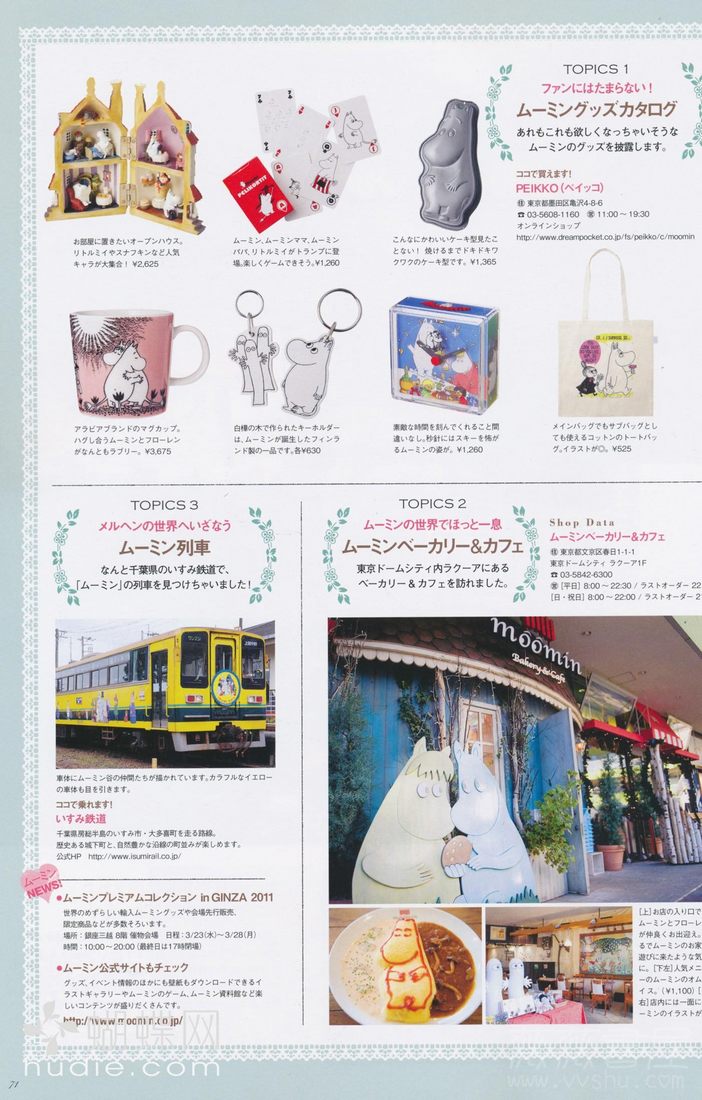 TOPICS 1
ファンにはたまらない!
ムーミングッズカタログ
あれもこれも欲しくなっちゃいそうな
ムーミンのグッズを披露します。
ココで買えます!
PEIKKO(ペイッコ)
㊟ 東京都墨田区亀沢4-8-6
☎ 03-5608-1160 ㊠ 11:00〜19:30
オンラインショップ
http://www.dreampocket.co.jp/fs/peikko/c/moomin
PELIKORTIT
お部屋に置きたいオープンハウス。
リトルミイやスナフキンなど人気
キャラが大集合! ¥2,625
ムーミン、ムーミンママ、ムーミン
パパ、リトルミイがトランプに登
場。楽しくゲームできそう。¥1,260
こんなにかわいいケーキ型見たこ
とない! 焼けるまでドキドキワ
クワクのケーキ型です。¥1,365
アラビアブランドのマグカップ。
ハグし合うムーミンとフローレン
がなんともラブリー。¥3,675
白樺の木で作られたキーホルダー
は、ムーミンが誕生したフィンラ
ンド製の一品です。各¥630
素敵な時間を刻んでくれること間
違いなし。秒針にはスキーを怖が
るムーミンの姿が。¥1,260
メインバッグでもサブバッグとし
ても使えるコットンのトートバッ
グ。イラストが◎。¥525
TOPICS 3
メルヘンの世界へいざなう
ムーミン列車
なんと千葉県のいすみ鉄道で、
「ムーミン」の列車を見つけちゃいました!
車体にムーミン谷の仲間たちが描かれています。カラフルなイエロー
の車体も目を引きます。
ココで乗れます!
いすみ鉄道
千葉県房総半島のいすみ市・大多喜町を走る路線。
歴史ある城下町と、自然豊かな沿線の町並みが楽しめます。
公式HP http://www.isumirail.co.jp/
ムーミン
NEWS!
●ムーミンプレミアムコレクション in GINZA 2011
世界のめずらしい輸入ムーミングッズや会場先行販売、
限定商品などが多数そろいます。
場所:銀座三越 8階 催物会場 日程:3/23(水)〜3/28(月)
時間:10:00〜20:00(最終日は17時閉場)
●ムーミン公式サイトもチェック
グッズ、イベント情報のほかにも壁紙もダウンロードできるイ
ラストギャラリーやムーミンのゲーム、ムーミン資料館など楽
しいコンテンツが盛りだくさんです。
http://www.moomin.co.jp/
TOPICS 2
ムーミンの世界でほっと一息
ムーミンベーカリー&カフェ
東京ドームシティ内ラクーアにある
ベーカリー&カフェを訪れました。
Shop Data
ムーミンベーカリー&カフェ
㊟ 東京都文京区春日1-1-1
東京ドームシティ ラクーア1F
☎ 03-5842-6300
㊠ [平日] 8:00〜22:30 / ラストオーダー 22
[日・祝日] 8:00〜22:00 / ラストオーダー 2
moomin
Bakery & Cafe
[上]お店の入り口で
ムーミンとフローレ
が仲良くお出迎え。
るでムーミンのお家
遊びに来たような気
に。[下左]人気メニ
ーのムーミンのオム
イス。(¥1,100)[
右]店内には一面に
ーミンのイラストが
71
蝴蝶网
hudie.com
www.vvshu.com